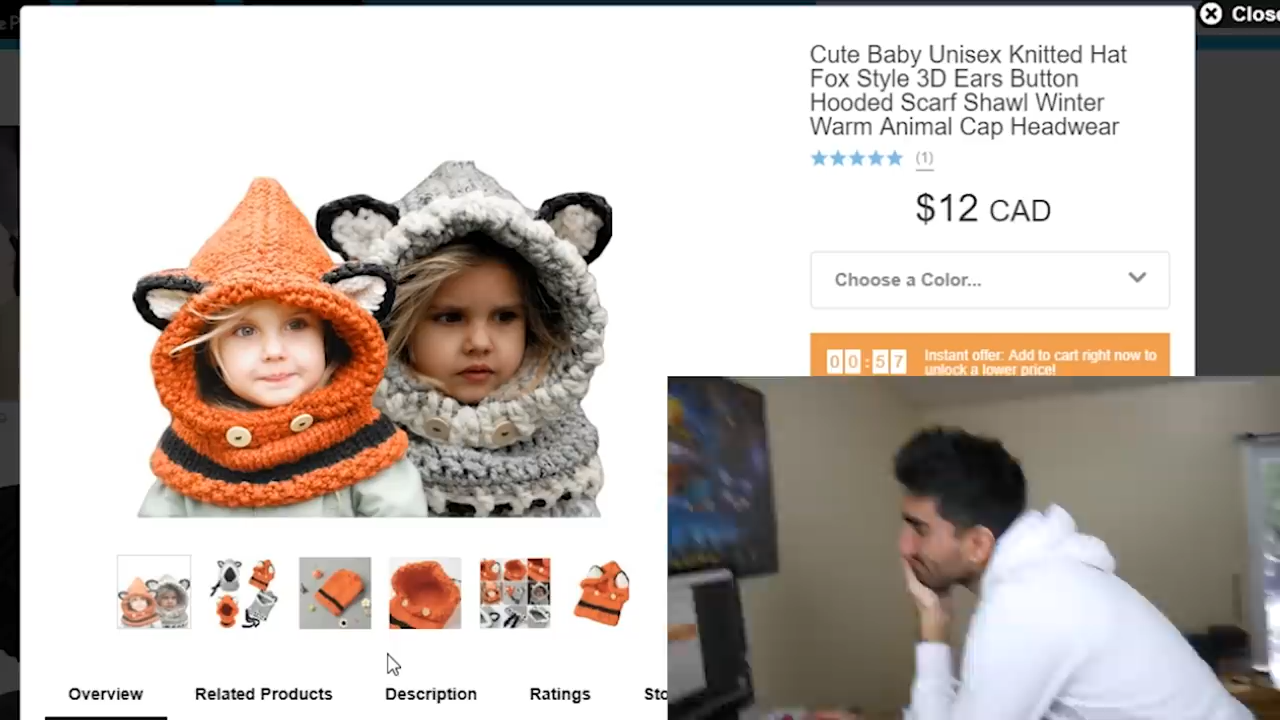 Close
Cute Baby Unisex Knitted Hat
Fox Style 3D Ears Button
Hooded Scarf Shawl Winter
Warm Animal Cap Headwear
(1)
$12 CAD
Choose a Color...
00:57
Instant offer: Add to cart right now to
unlock a lower price!
Overview Related Products Description Ratings